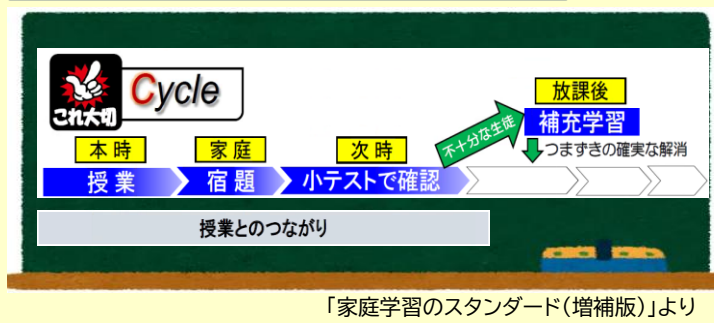 これ大切
Cycle
放課後
補充学習
不十分な生徒
つまずきの確実な解消
本時
家庭
次時
授業
宿題
小テストで確認
授業とのつながり
「家庭学習のスタンダード(増補版)」より